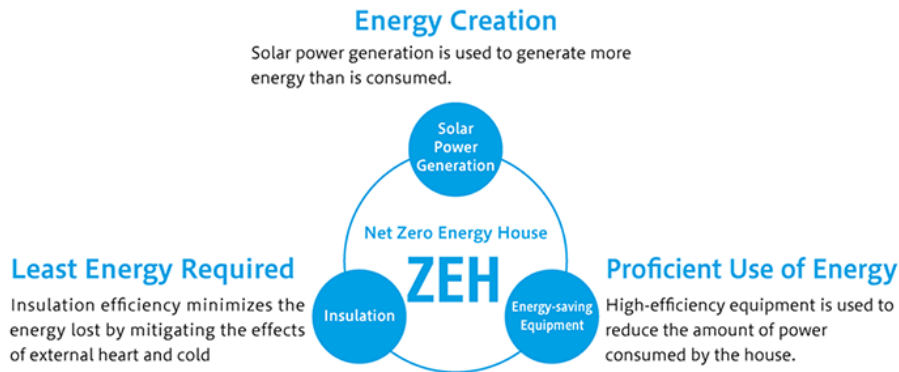 Energy Creation
Solar power generation is used to generate more
energy than is consumed.
Solar
Power
Generation
Net Zero Energy House
ZEH
Least Energy Required
Insulation efficiency minimizes the
energy lost by mitigating the effects
of external heart and cold
Insulation
Energy-saving
Equipment
Proficient Use of Energy
High-efficiency equipment is used to
reduce the amount of power
consumed by the house.